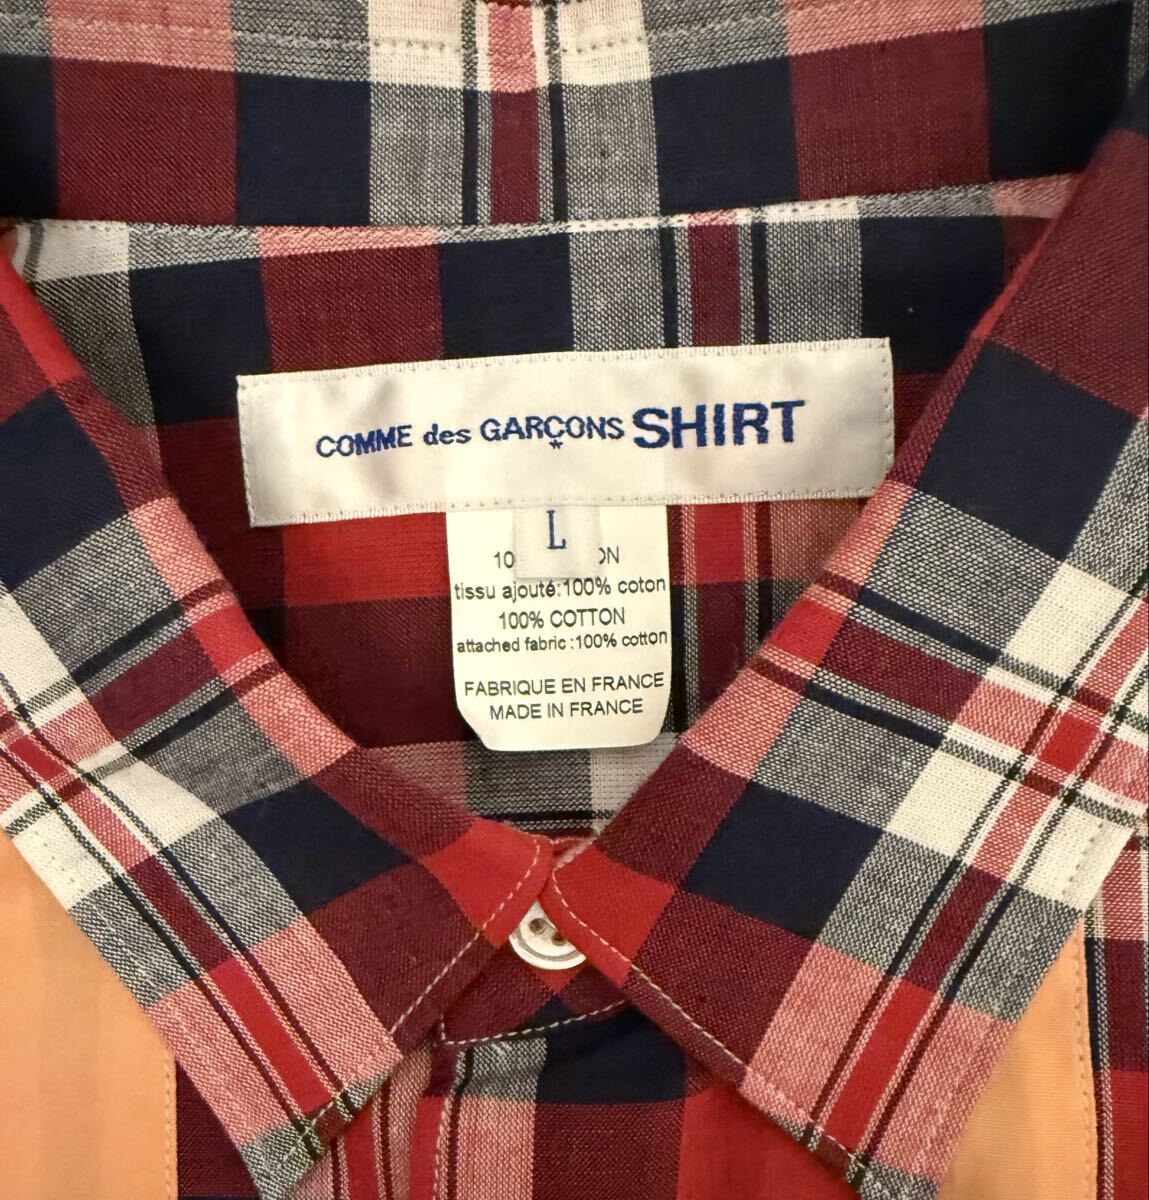 COMME des GARÇONS SHIRT
L
tissu ajouté:100% coton
100% COTTON
attached fabric:100% cotton
FABRIQUE EN FRANCE
MADE IN FRANCE